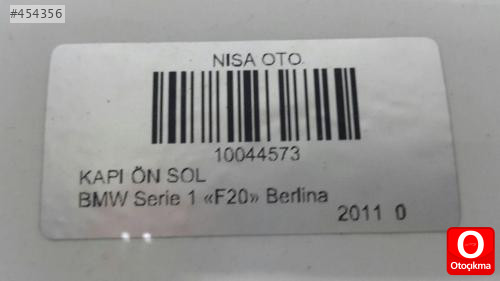 #454356
NISA OTO.
10044573
KAPI ÖN SOL
BMW Serie 1 «F20» Berlina
2011 0
O
Otoçıkma